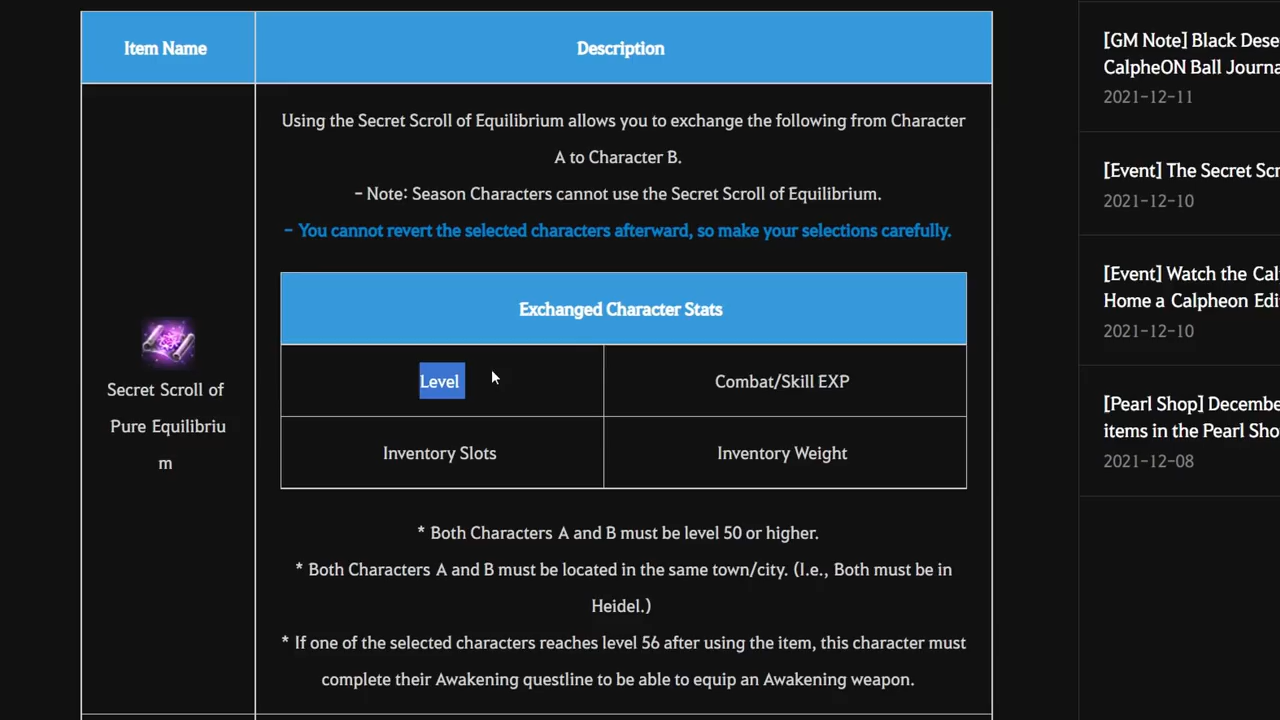 Item Name
Description
Using the Secret Scroll of Equilibrium allows you to exchange the following from Character
A to Character B.
- Note: Season Characters cannot use the Secret Scroll of Equilibrium.
- You cannot revert the selected characters afterward, so make your selections carefully.
Exchanged Character Stats
Level
Combat/Skill EXP
Inventory Slots
Inventory Weight
Secret Scroll of
Pure Equilibriu
m
* Both Characters A and B must be level 50 or higher.
* Both Characters A and B must be located in the same town/city. (I.e., Both must be in
Heidel.)
* If one of the selected characters reaches level 56 after using the item, this character must
complete their Awakening questline to be able to equip an Awakening weapon.
[GM Note] Black Dese
CalpheON Ball Journa
2021-12-11
[Event] The Secret Scr
2021-12-10
[Event] Watch the Cal
Home a Calpheon Edi
2021-12-10
[Pearl Shop] Decembe
items in the Pearl Sho
2021-12-08